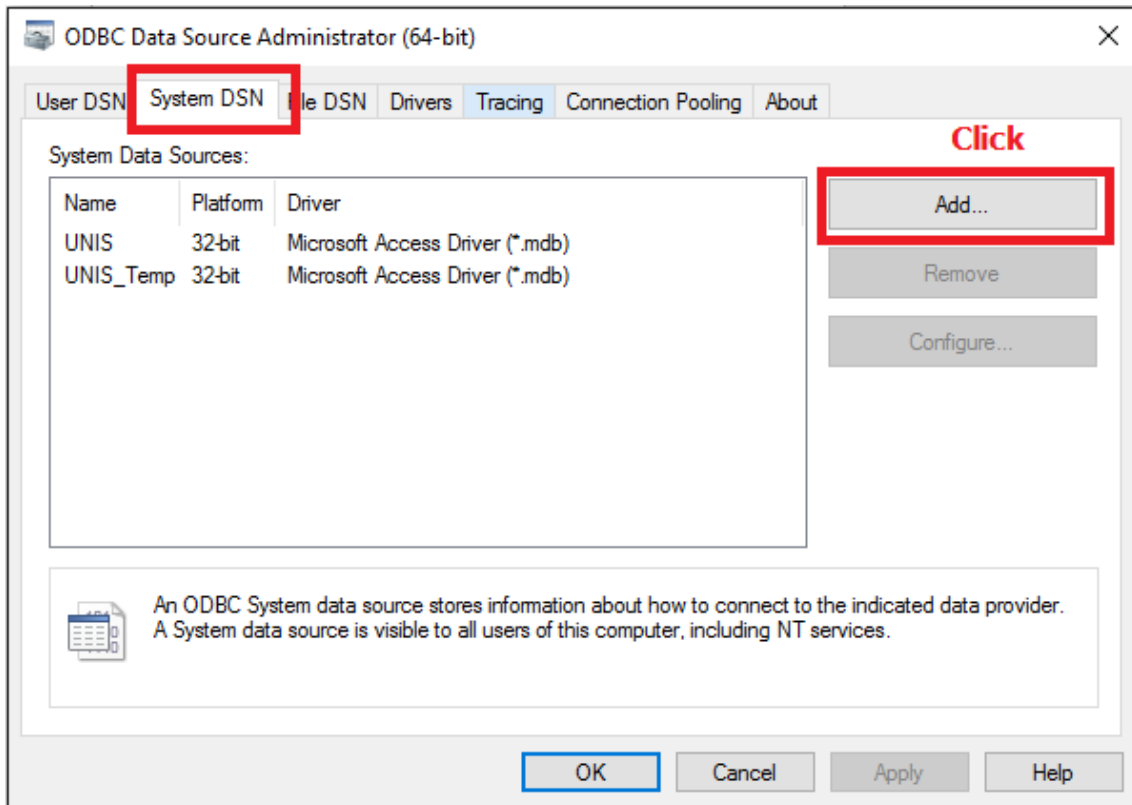 ODBC Data Source Administrator (64-bit)
User DSN System DSN File DSN Drivers Tracing Connection Pooling About
Click
System Data Sources:
Name Platform Driver
UNIS 32-bit Microsoft Access Driver (*.mdb)
UNIS_Temp 32-bit Microsoft Access Driver (*.mdb)
Add...
Remove
Configure...
An ODBC System data source stores information about how to connect to the indicated data provider.
A System data source is visible to all users of this computer, including NT services.
OK Cancel Apply Help